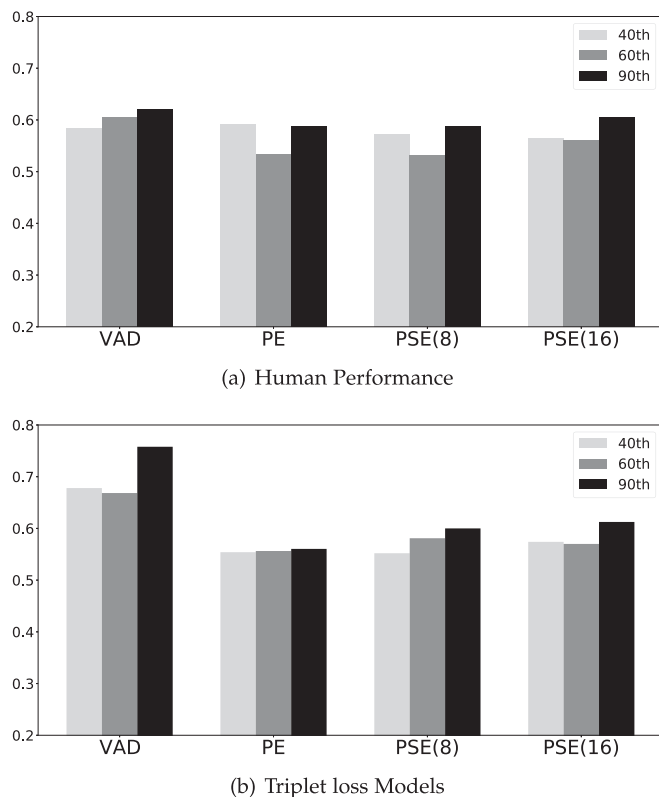 0.8
0.7
0.6
0.5
0.4
0.3
0.2
40th
60th
90th
VAD PE PSE(8) PSE(16)
(a) Human Performance
0.8
0.7
0.6
0.5
0.4
0.3
0.2
40th
60th
90th
VAD PE PSE(8) PSE(16)
(b) Triplet loss Models